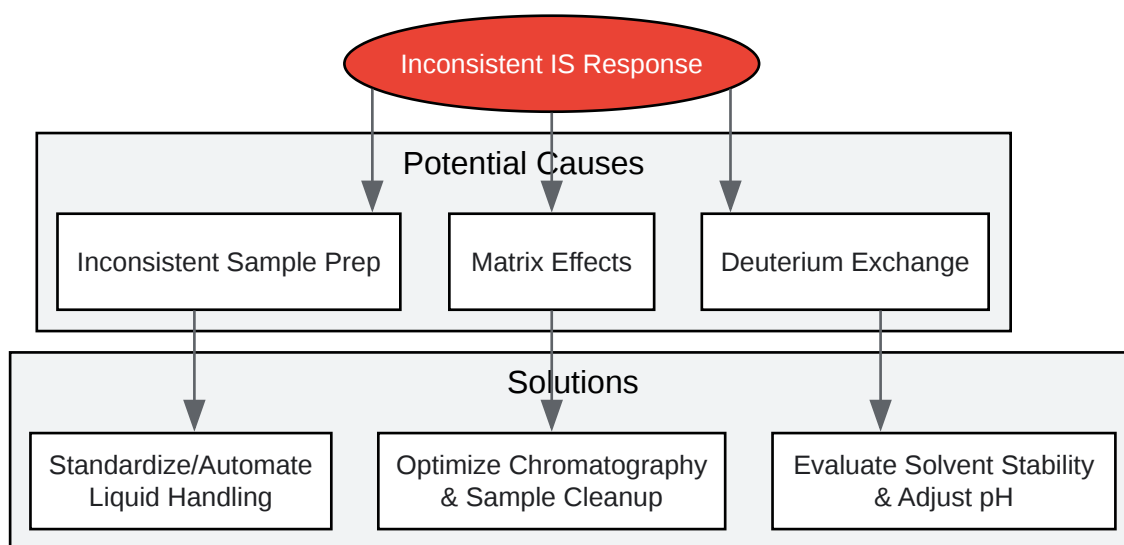 Inconsistent IS Response
Potential Causes
Inconsistent Sample Prep
Matrix Effects
Deuterium Exchange
Solutions
Standardize/Automate
Liquid Handling
Optimize Chromatography
& Sample Cleanup
Evaluate Solvent Stability
& Adjust pH